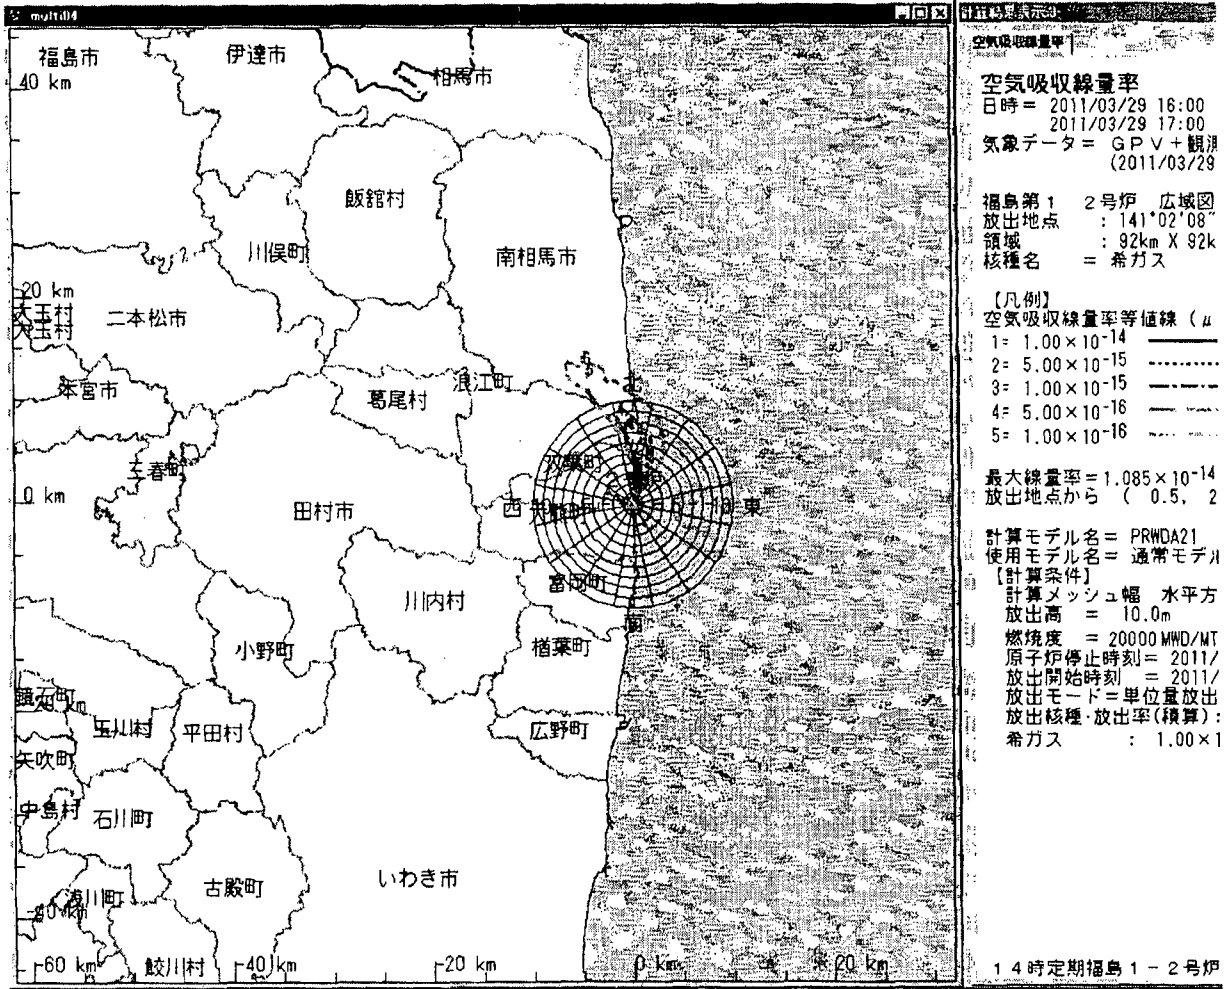 multi04
福島市
伊達市
相馬市
40 km
飯舘村
川俣町
南相馬市
20 km
大玉村
大玉村
二本松市
本宮市
葛尾村
浪江町
北
三春町
双葉町
0 km
田村市
西
10 東
富岡町
川内村
南
小野町
楢葉町
鏡石町
玉川村
平田村
広野町
矢吹町
中島村
石川町
いわき市
古殿町
浅川町
-40 km
-60 km
鮫川村
-40 km
-20 km
0 km
20 km
空気吸収線量率
空気吸収線量率
日時= 2011/03/29 16:00
2011/03/29 17:00
気象データ= GPV+観測
(2011/03/29
福島第1 2号炉 広域図
放出地点 : 141°02'08"
領域 : 92km X 92k
核種名 = 希ガス
【凡例】
空気吸収線量率等値線 (μ
1= 1.00×10-14
2= 5.00×10-15
3= 1.00×10-15
4= 5.00×10-16
5= 1.00×10-16
最大線量率=1.085×10-14
放出地点から ( 0.5, 2
計算モデル名= PRWDA21
使用モデル名= 通常モデル
【計算条件】
計算メッシュ幅 水平方
放出高 = 10.0m
燃焼度 = 20000MWD/MT
原子炉停止時刻= 2011/
放出開始時刻 = 2011/
放出モード=単位量放出
放出核種・放出率(積算):
希ガス : 1.00×1
14時定期福島1-2号炉